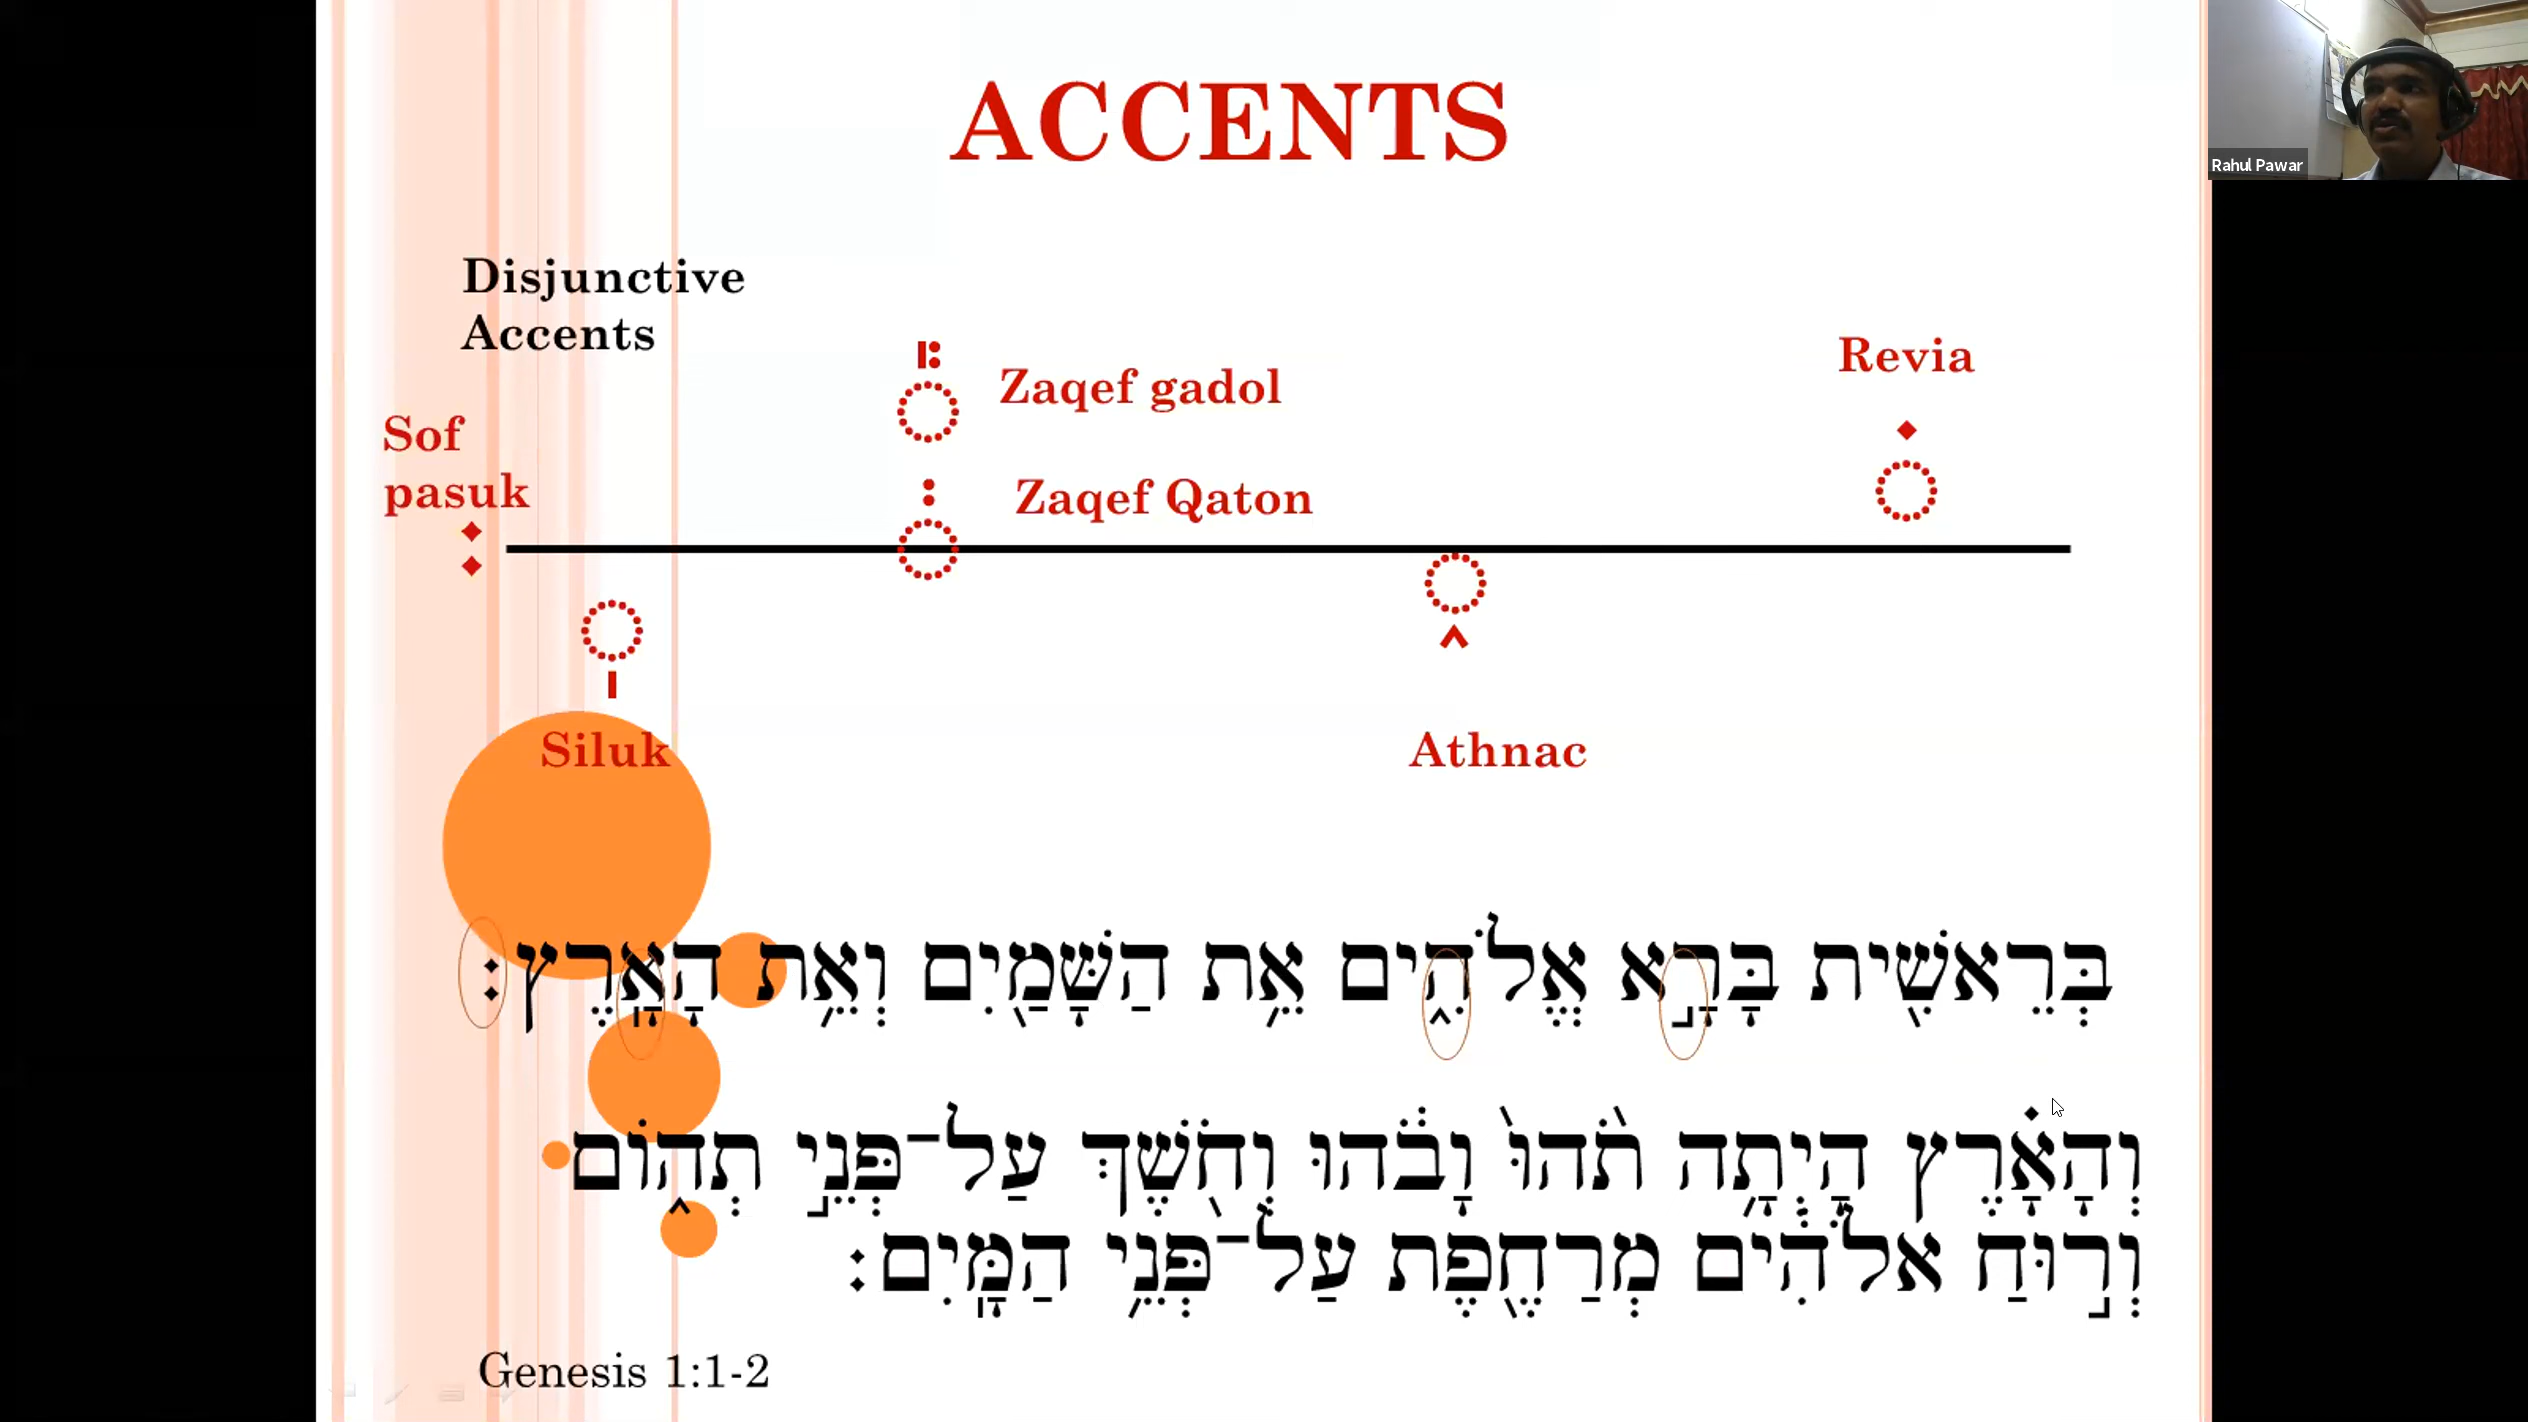 ACCENTS
Rahul Pawar
Disjunctive
Accents
Revia
Zaqef gadol
Sof
pasuk
Zaqef Qaton
׃
Siluk
Athnac
בְּרֵאשִׁ֖ית בָּרָ֣א אֱלֹהִ֑ים אֵ֥ת הַשָּׁמַ֖יִם וְאֵ֥ת הָאָֽרֶץ׃
וְהָאָ֗רֶץ הָיְתָ֥ה תֹ֙הוּ֙ וָבֹ֔הוּ וְחֹ֖שֶׁךְ עַל־פְּנֵ֣י תְה֑וֹם
וְר֣וּחַ אלֹהִ֔ים מְרַחֶ֖פֶת עַל־פְּנֵ֥י הַמָּֽיִם׃
Genesis 1:1-2